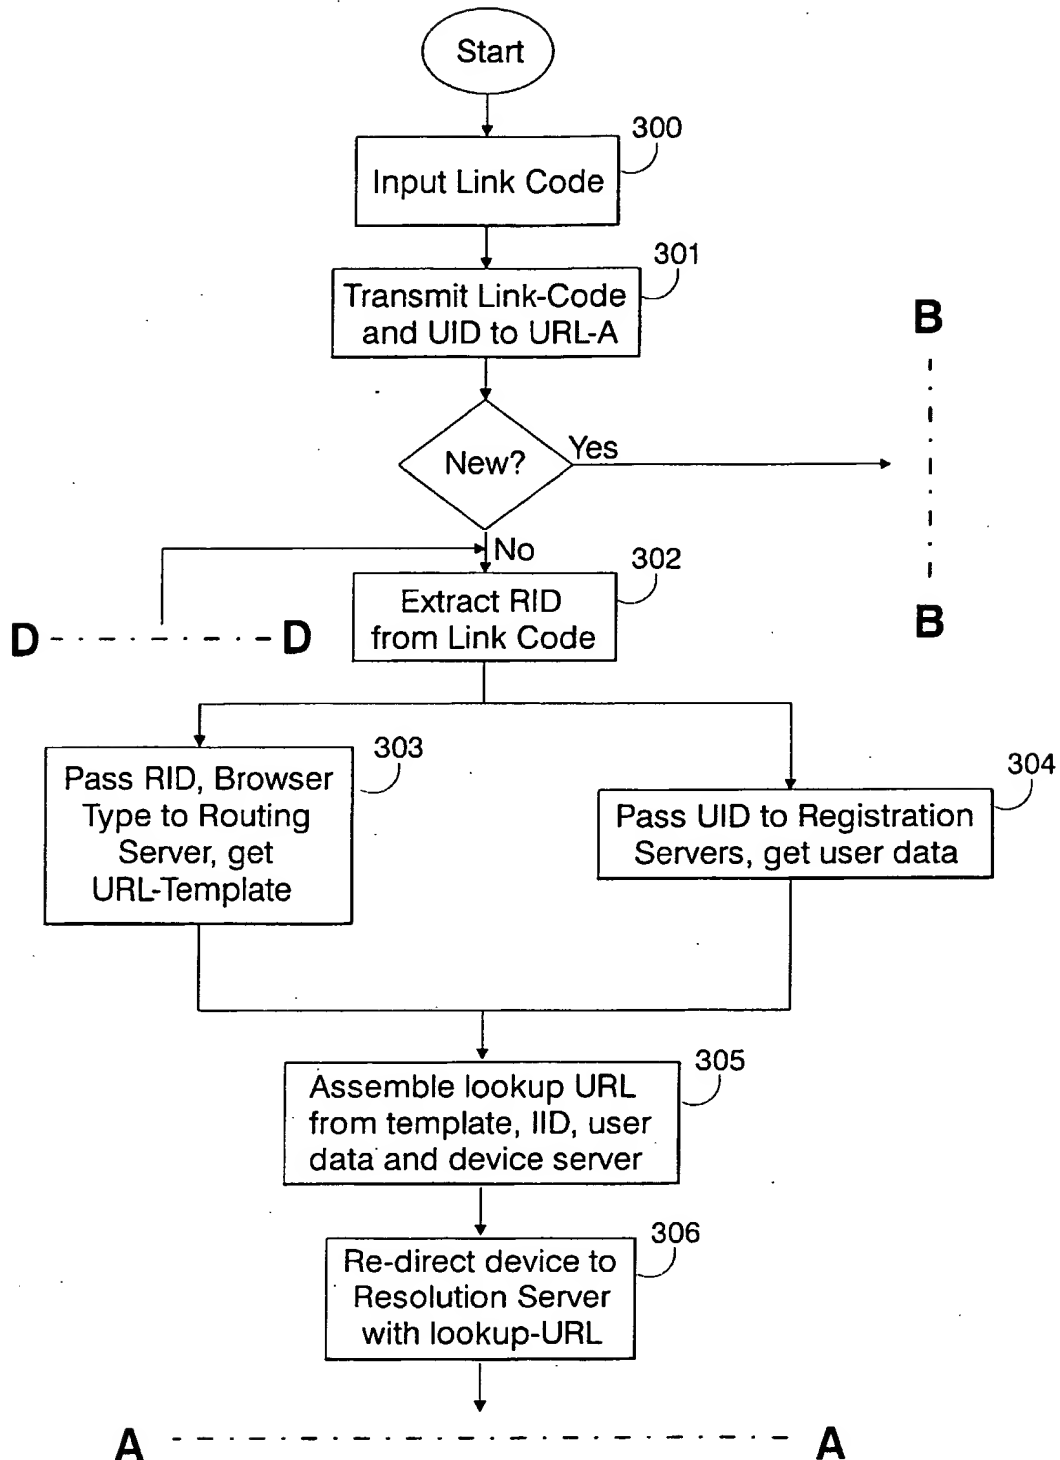 Start
300
Input Link Code
301
Transmit Link-Code
and UID to URL-A
B
New?
Yes
No
302
Extract RID
from Link Code
D
D
B
303
Pass RID, Browser
Type to Routing
Server, get
URL-Template
304
Pass UID to Registration
Servers, get user data
305
Assemble lookup URL
from template, IID, user
data and device server
306
Re-direct device to
Resolution Server
with lookup-URL
A
A